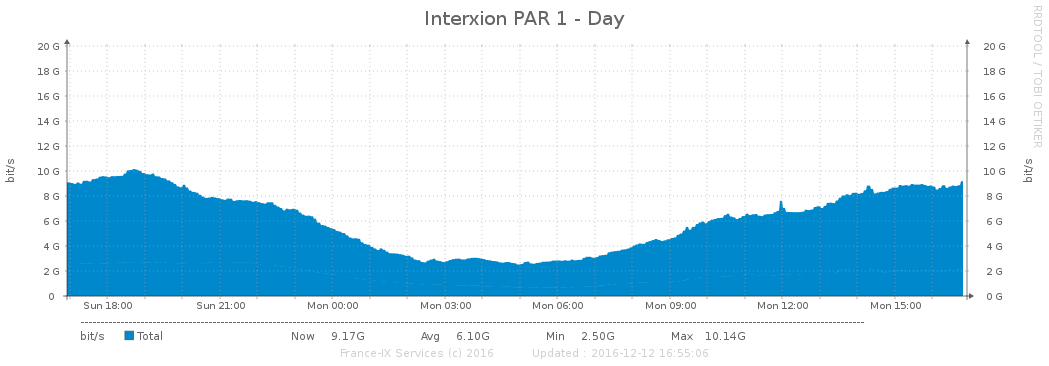 Interxion PAR 1 - Day
RRDTOOL / TOBI OETIKER
bit/s
bit/s
20 G 20 G
18 G 18 G
16 G 16 G
14 G 14 G
12 G 12 G
10 G 10 G
8 G 8 G
6 G 6 G
4 G 4 G
2 G 2 G
0 0 G
Sun 18:00 Sun 21:00 Mon 00:00 Mon 03:00 Mon 06:00 Mon 09:00 Mon 12:00 Mon 15:00
bit/s Total Now 9.17G Avg 6.10G Min 2.50G Max 10.14G
France-IX Services (c) 2016 Updated : 2016-12-12 16:55:06